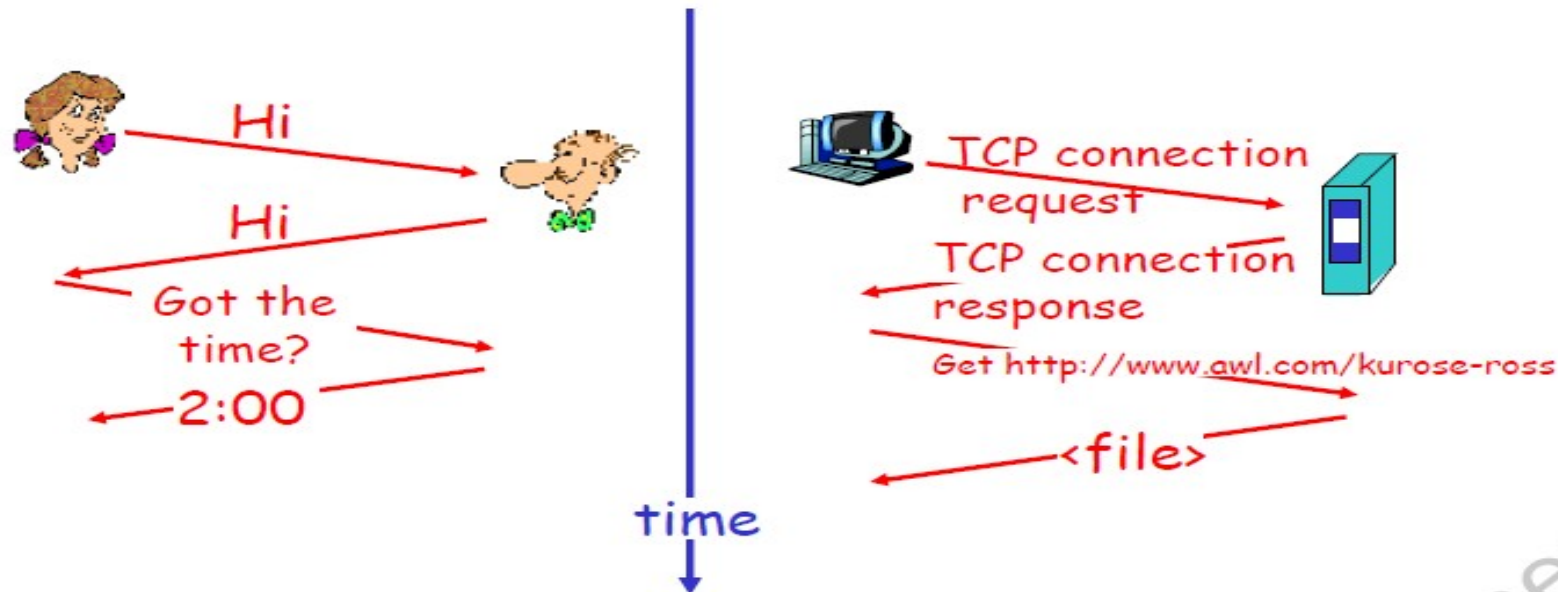 Hi
Hi
Got the
time?
2:00
TCP connection
request
TCP connection
response
Get http://www.awl.com/kurose-ross
<file>
time